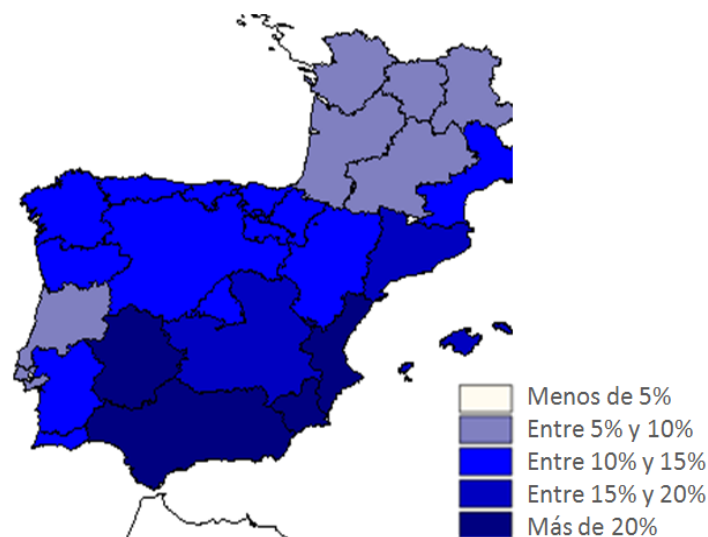 Menos de 5%
Entre 5% y 10%
Entre 10% y 15%
Entre 15% y 20%
Más de 20%